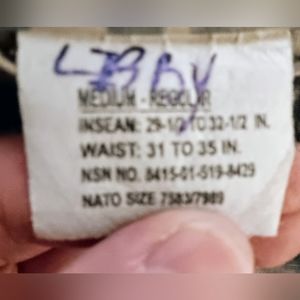 LIBBY
MEDIUM - REGULAR
INSEAM: 29-1/2 TO 32-1/2 IN.
WAIST: 31 TO 35 IN.
NSN NO. 8415-01-519-8429
NATO SIZE 7583/7989